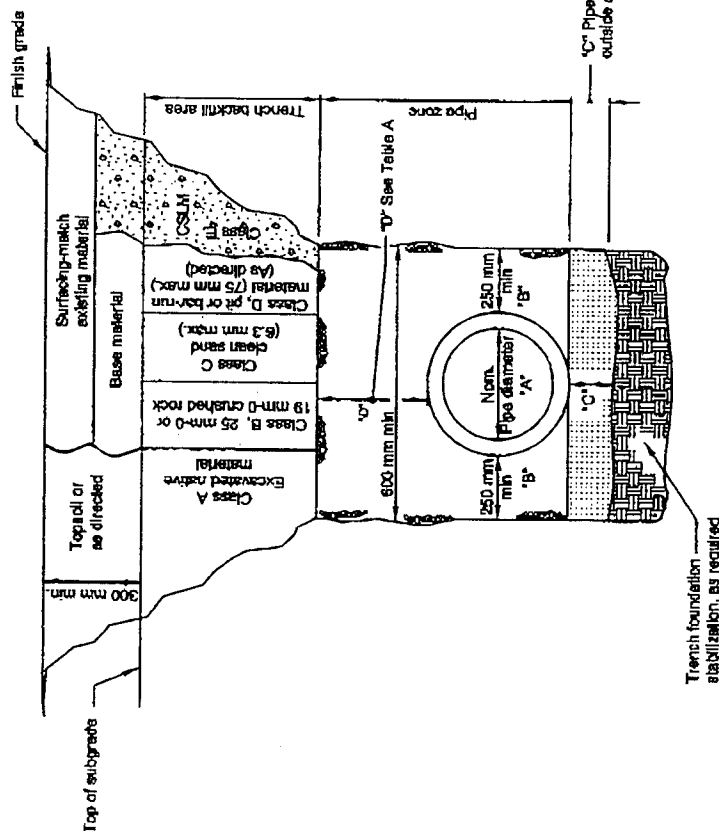 Finish grade
Surfacing-match
existing material
Base material
Topsoil or
as directed
300 mm min.
Top of subgrade
Trench backfill area
Class E
CSLM
Class D, pit or bar-run
material (75 mm max.)
(As directed)
Class C
clean sand
(6.3 mm max.)
Class B, 25 mm-0 or
19 mm-0 crushed rock
Class A
Excavated native
material
Pipe zone
"D" See Table A
"D"
600 mm min
250 mm
min
"B"
Nom.
Pipe diameter
"A"
250 mm
min
"B"
"C"
"C" Pipe
outside
Trench foundation
stabilization, as required